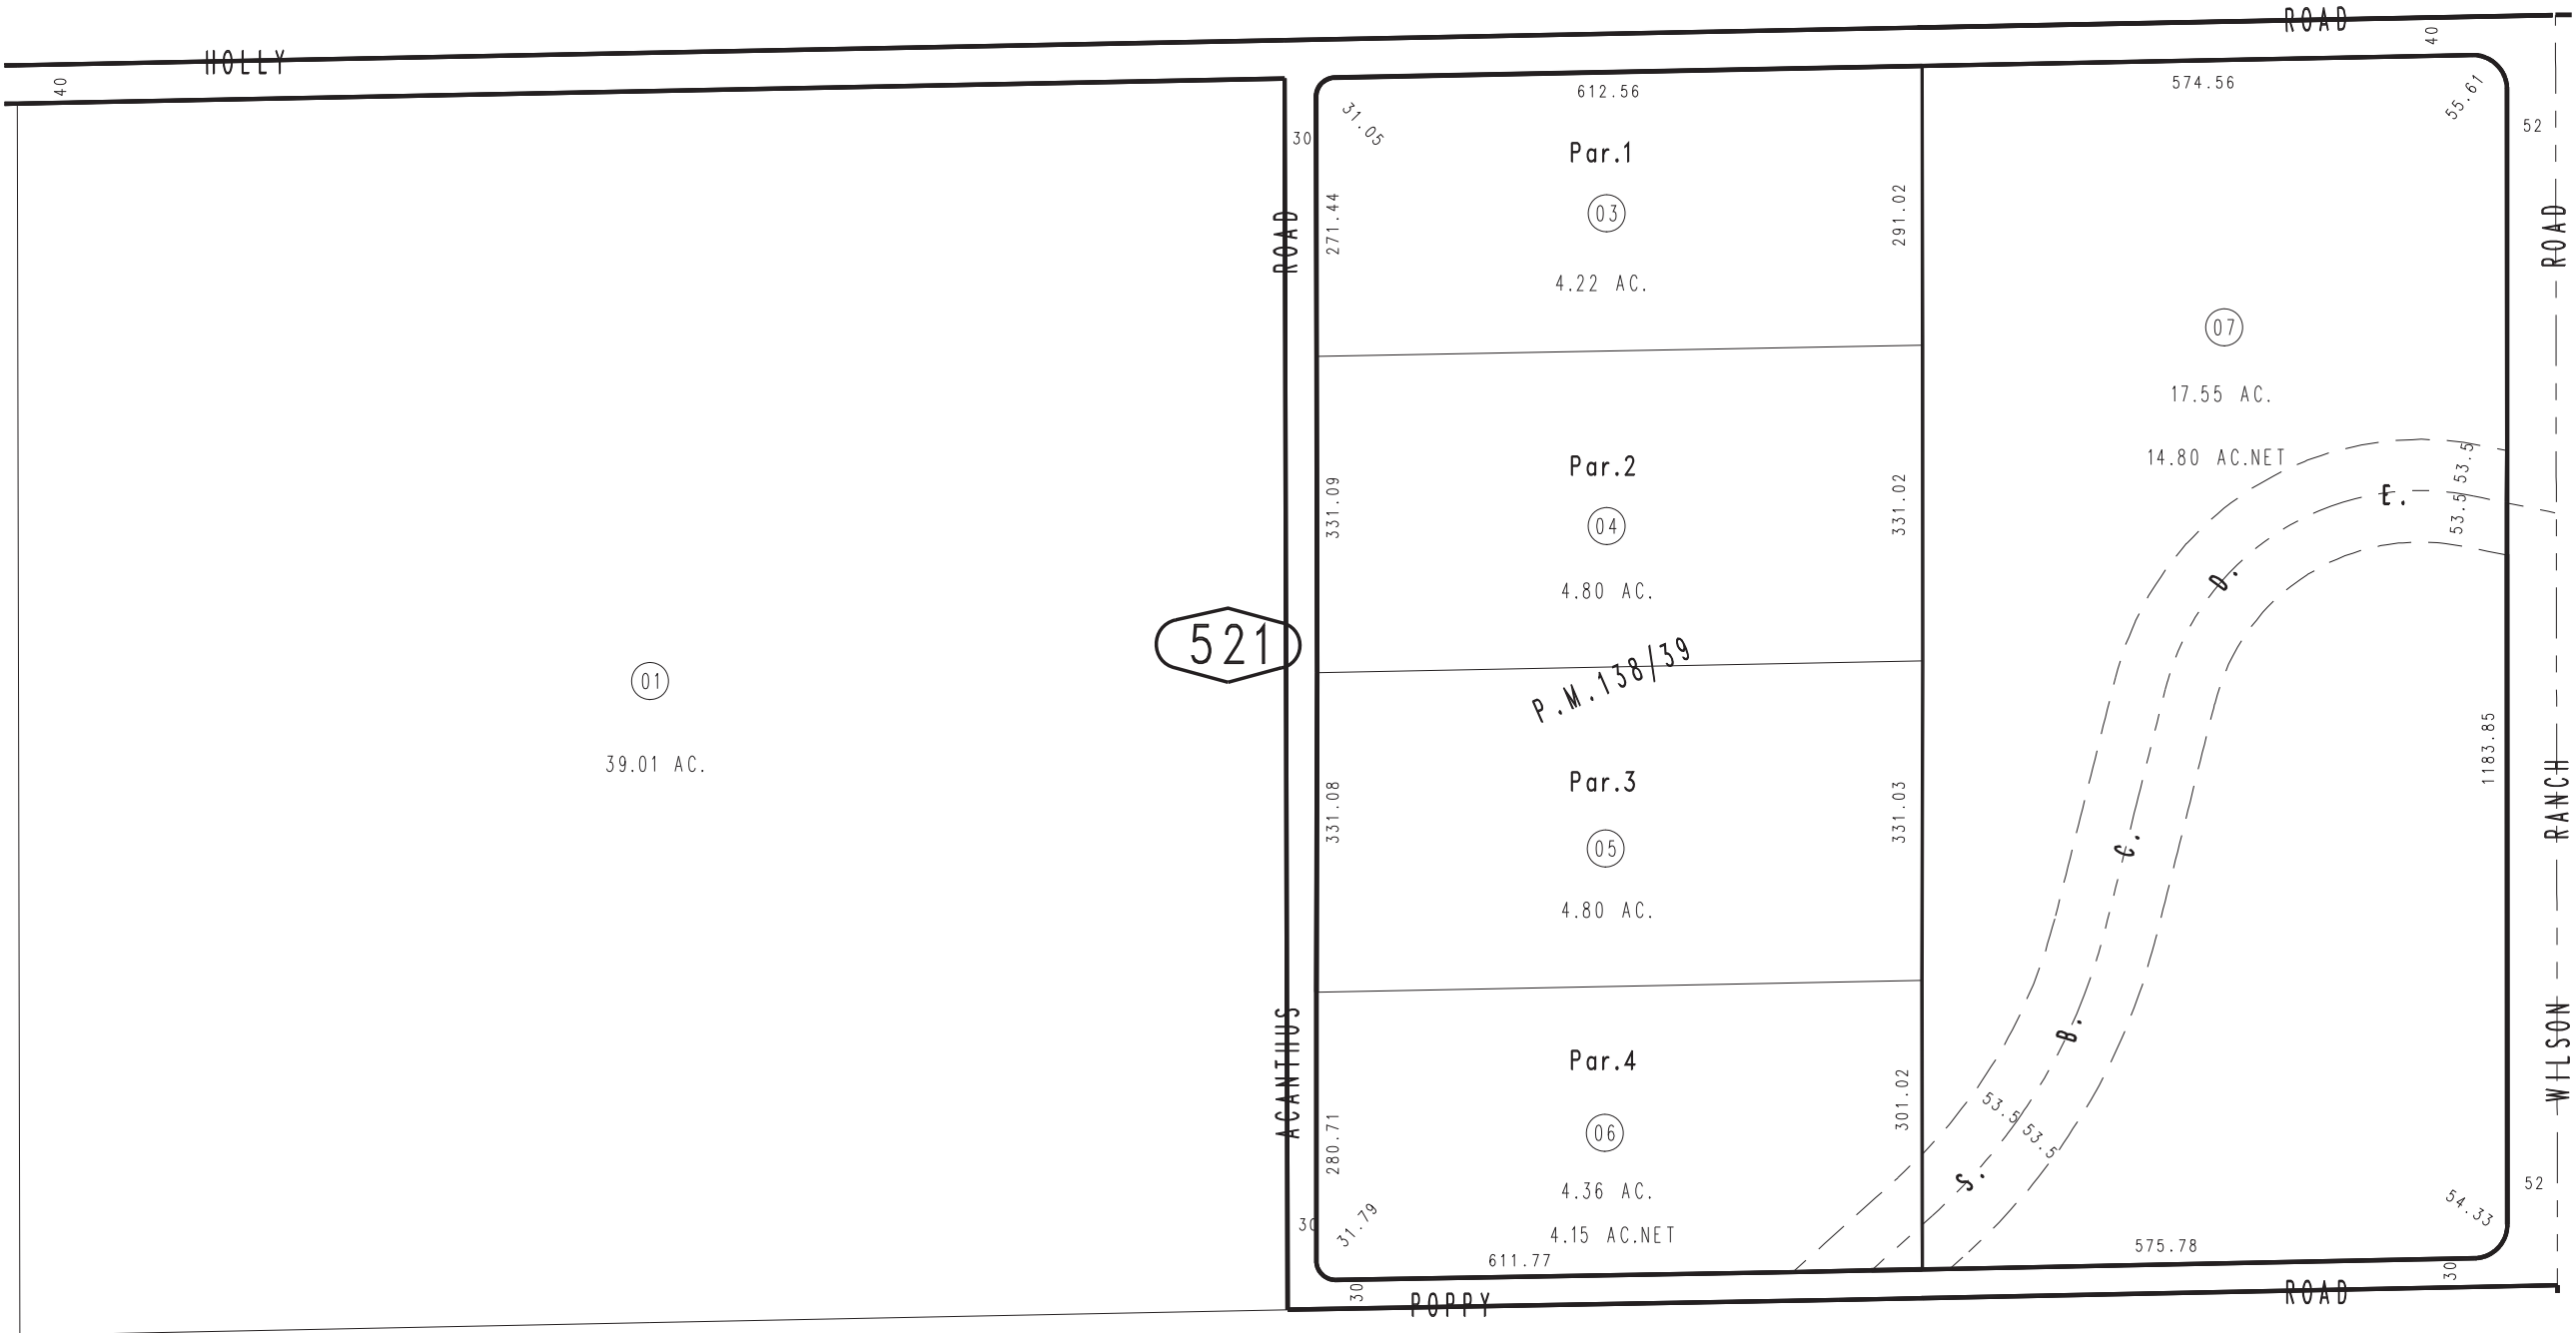 HOLLY ROAD
40
40
612.56
574.56
31.05
55.61
30
52
Par.1
03
4.22 AC.
271.44
291.02
ROAD
ROAD
07
17.55 AC.
14.80 AC.NET
Par.2
04
4.80 AC.
331.09
331.02
53.5
53.5
E.
D.
521
P.M.138/39
01
39.01 AC.
Par.3
05
4.80 AC.
331.08
331.03
1183.85
RANCH
C.
B.
WILSON
ACANTHUS
Par.4
06
4.36 AC.
4.15 AC.NET
280.71
301.02
53.5
53.5
S.
52
54.33
30
31.79
611.77
575.78
30
30
POPPY ROAD